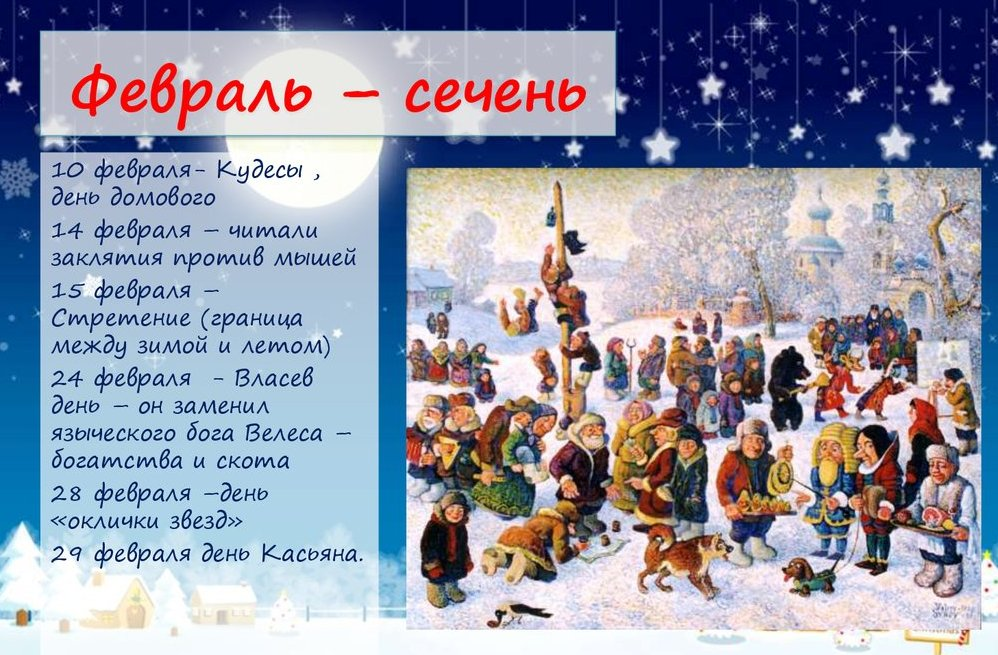 Февраль – сечень
10 февраля- Кудесы ,
день домового
14 февраля – читали
заклятия против мышей
15 февраля –
Стретение (граница
между зимой и летом)
24 февраля - Власев
день – он заменил
языческого бога Велеса –
богатства и скота
28 февраля –день
«оклички звезд»
29 февраля день Касьяна.